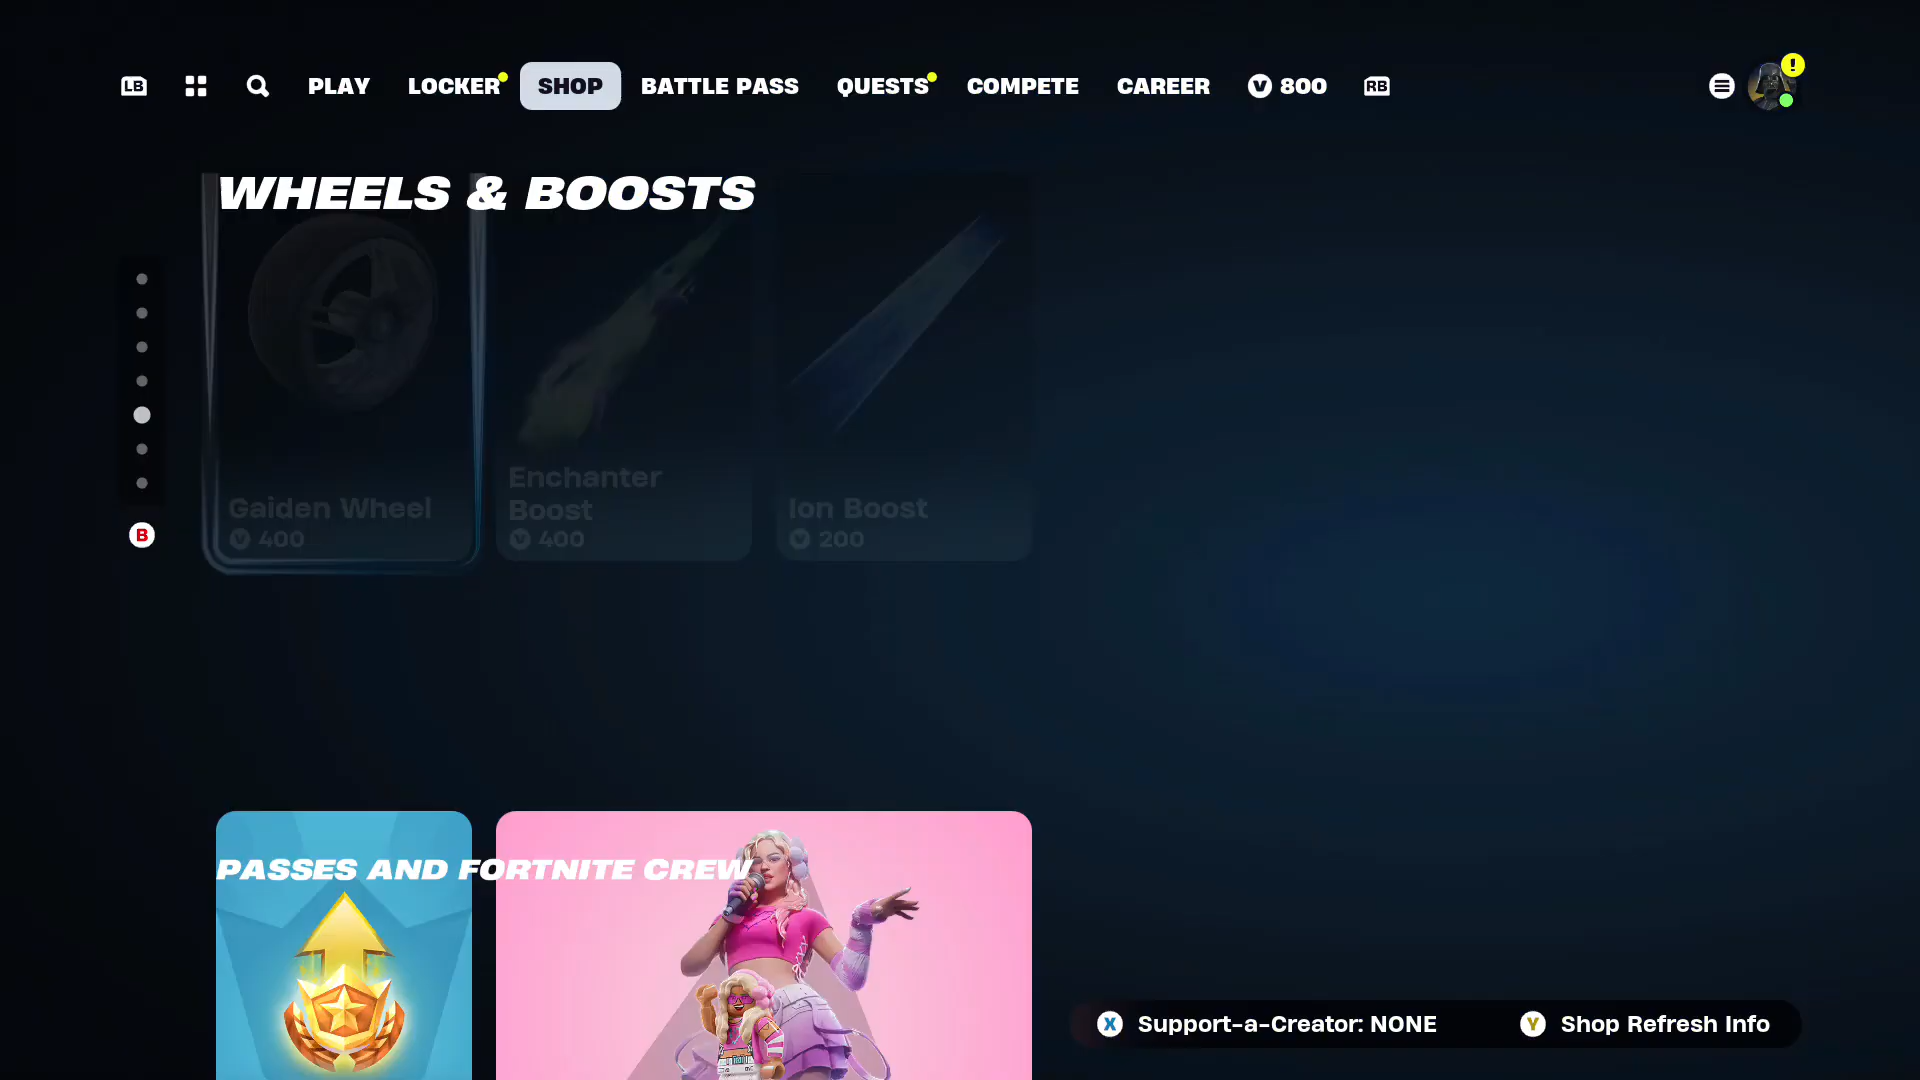 LB PLAY LOCKER SHOP BATTLE PASS QUESTS COMPETE CAREER V 800 RB !
WHEELS & BOOSTS
Gaiden Wheel
V 400
Enchanter
Boost
V 400
Ion Boost
V 200
B
PASSES AND FORTNITE CREW
X Support-a-Creator: NONE Y Shop Refresh Info